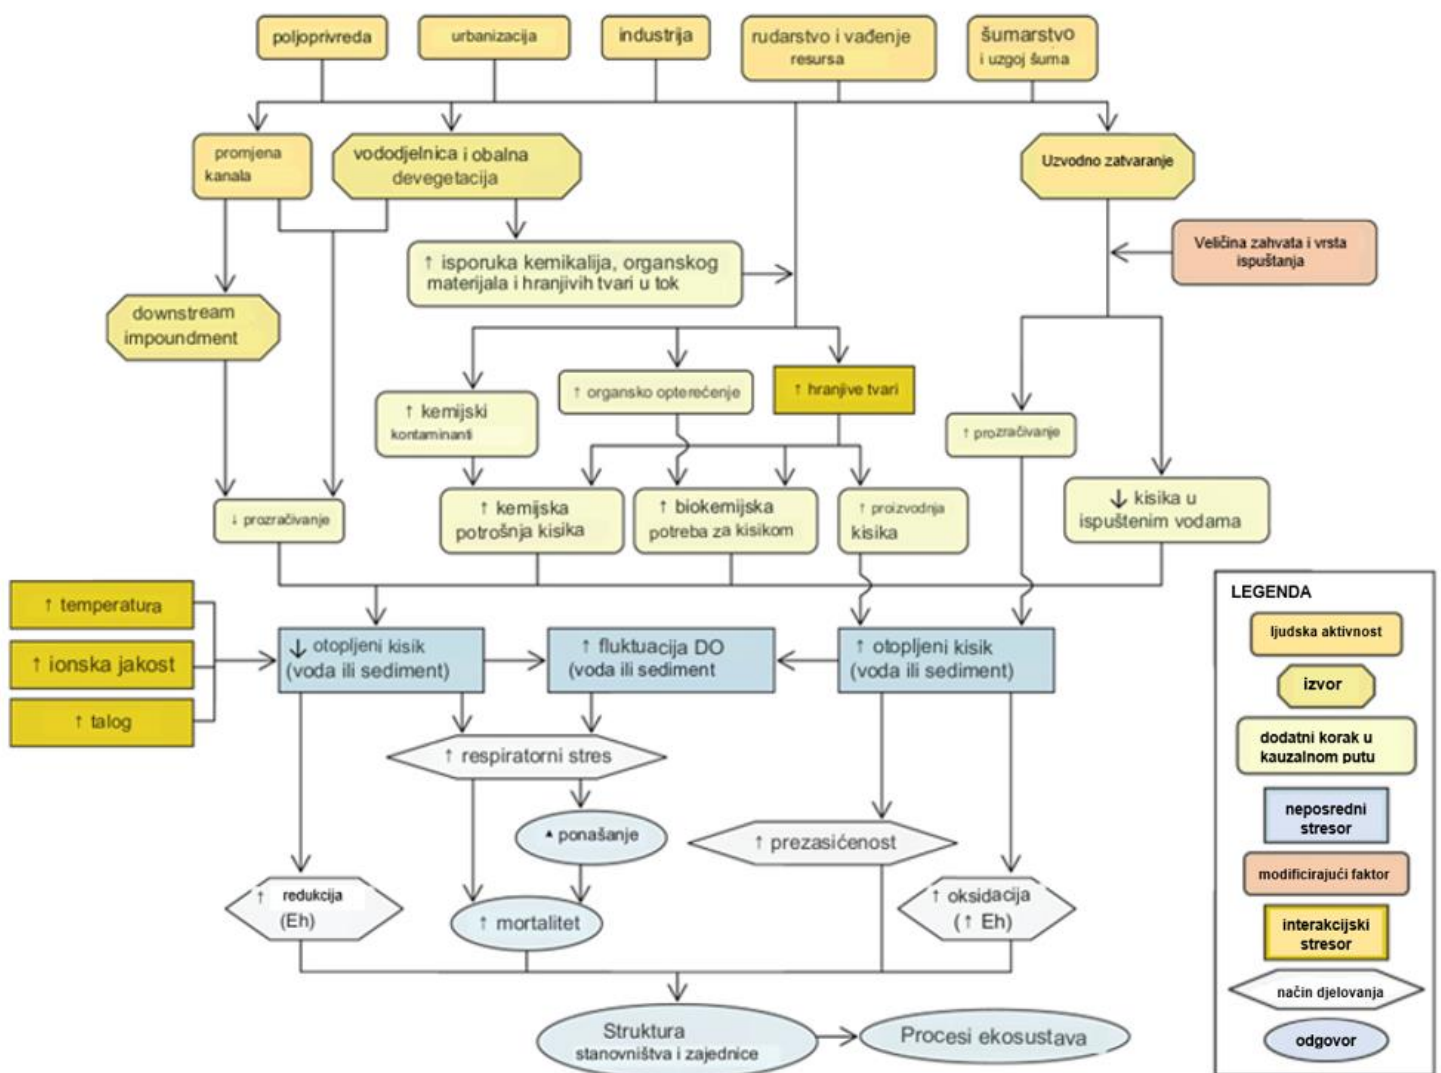 poljoprivreda
urbanizacija
industrija
rudarstvo i vađenje
resursa
šumarstvo
i uzgoj šuma
promjena
kanala
vododjelnica i obalna
devegetacija
Uzvodno zatvaranje
↑ isporuka kemikalija, organskog
materijala i hranjivih tvari u tok
Veličina zahvata i vrsta
ispuštanja
downstream
impoundment
↑ kemijski
kontaminanti
↑ organsko opterećenje
↑ hranjive tvari
↑ prozračivanje
↓ prozračivanje
↑ kemijska
potrošnja kisika
↑ biokemijska
potreba za kisikom
↑ proizvodnja
kisika
↓ kisika u
ispuštenim vodama
↑ temperatura
↑ ionska jakost
↑ talog
↓ otopljeni kisik
(voda ili sediment)
↑ fluktuacija DO
(voda ili sediment
↑ otopljeni kisik
(voda ili sediment)
↑ respiratorni stres
▲ ponašanje
↑ prezasićenost
↑ redukcija
(Eh)
↑ mortalitet
↑ oksidacija
(↑ Eh)
Struktura
stanovništva i zajednice
Procesi ekosustava
LEGENDA
ljudska aktivnost
izvor
dodatni korak u
kauzalnom putu
neposredni
stresor
modificirajući faktor
interakcijski
stresor
način djelovanja
odgovor